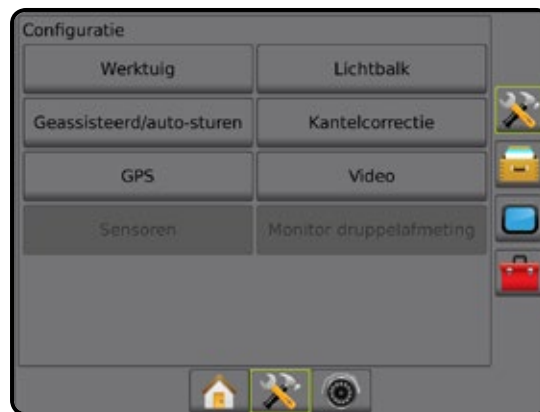 Configuratie
Werktuig
Lichtbalk
Geassisteerd/auto-sturen
Kantelcorrectie
GPS
Video
Sensoren
Monitor druppelafmeting